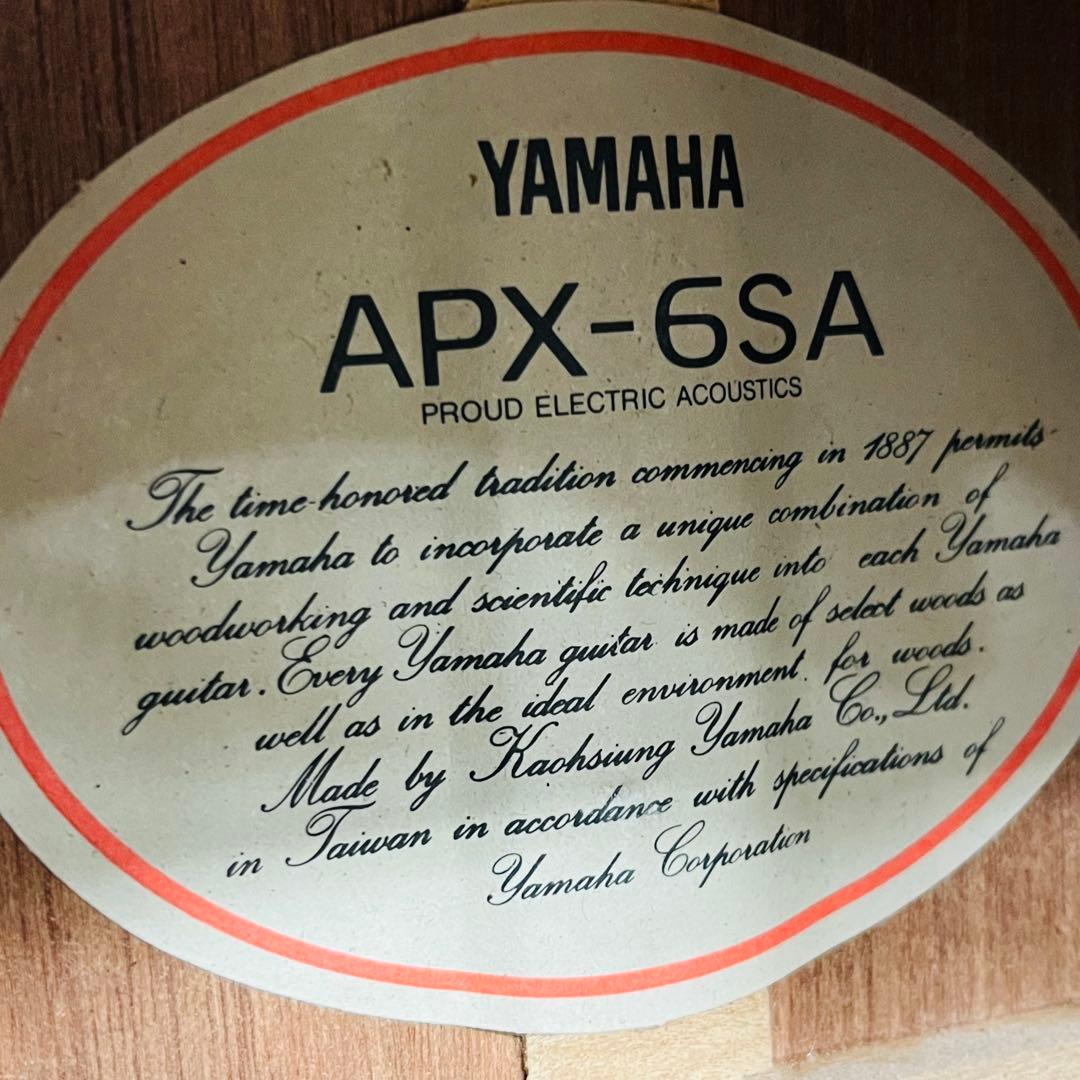 YAMAHA
APX-6SA
PROUD ELECTRIC ACOUSTICS
The time-honored tradition commencing in 1887 permits
Yamaha to incorporate a unique combination of
woodworking and scientific technique into each Yamaha
guitar. Every Yamaha guitar is made of select woods as
well as in the ideal environment for woods.
Made by Kaohsiung Yamaha Co., Ltd.
in Taiwan in accordance with specifications of
Yamaha Corporation